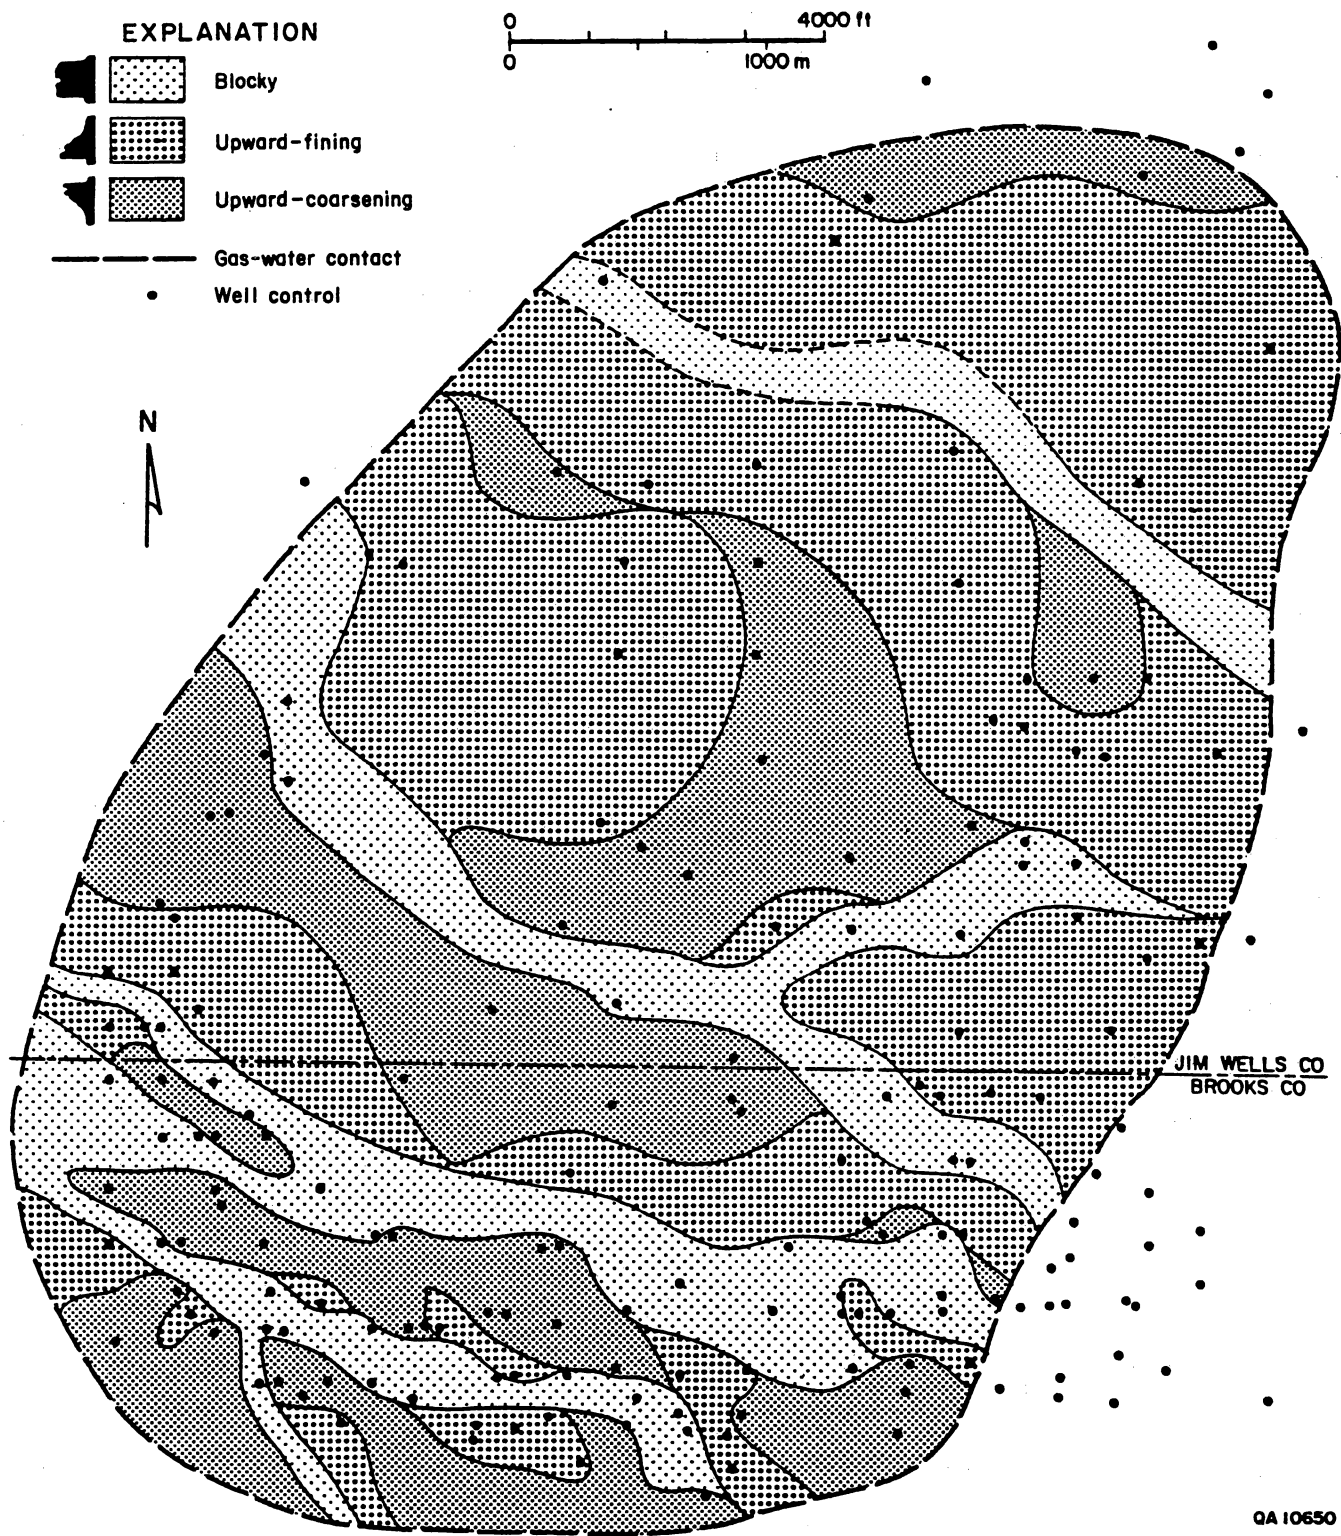 EXPLANATION
Blocky
Upward-fining
Upward-coarsening
Gas-water contact
Well control
0 4000 ft
0 1000 m
N
JIM WELLS CO
BROOKS CO
QA 10650